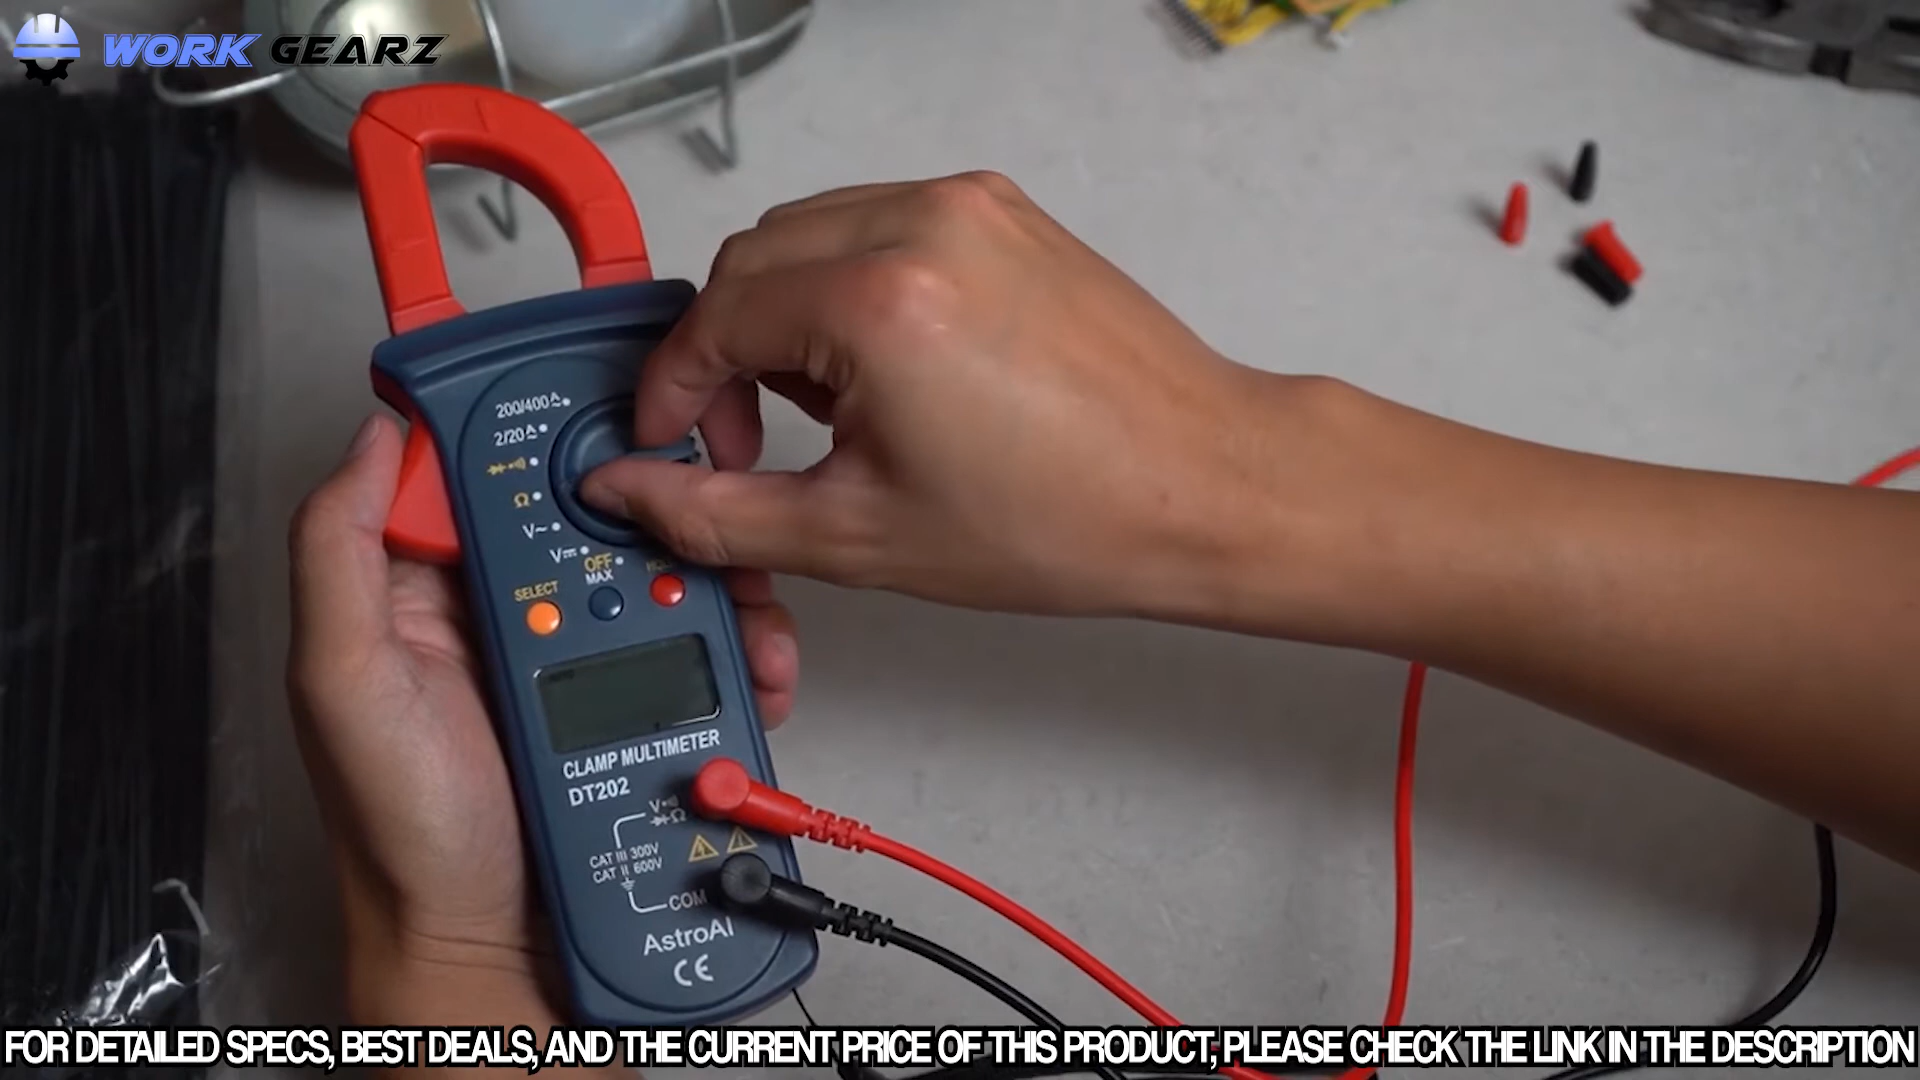 WORK GEARZ
200/400A~
2/20A~
Ω
V~
V⎓
OFF
SELECT
MAX
CLAMP MULTIMETER
DT202
V
Ω
CAT III 300V
CAT II 600V
COM
AstroAI
CE
FOR DETAILED SPECS, BEST DEALS, AND THE CURRENT PRICE OF THIS PRODUCT, PLEASE CHECK THE LINK IN THE DESCRIPTION